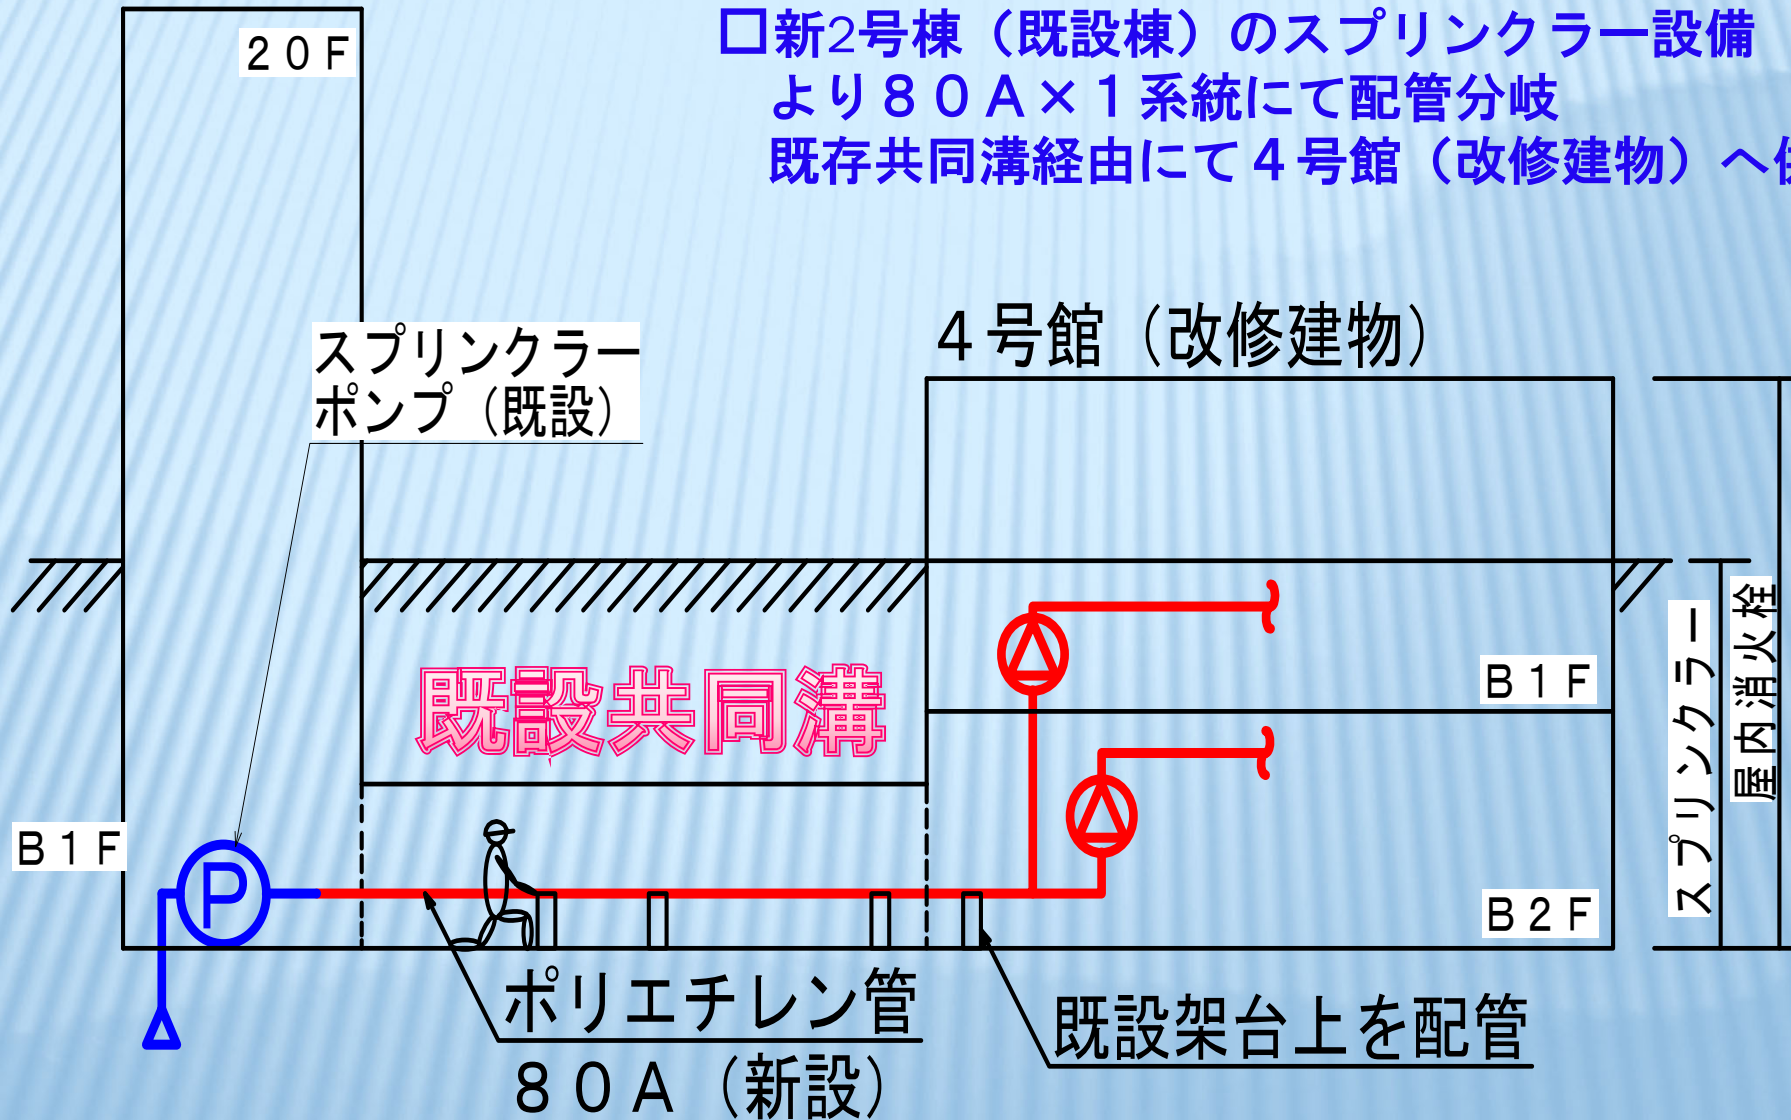 □新2号棟（既設棟）のスプリンクラー設備
より８０Ａ×１系統にて配管分岐
既存共同溝経由にて４号館（改修建物）へ
２０Ｆ
スプリンクラー
ポンプ（既設）
４号館（改修建物）
既設共同溝
Ｂ１Ｆ
Ｐ
Ｂ１Ｆ
Ｂ２Ｆ
スプリンクラー
屋内消火栓
ポリエチレン管
８０Ａ（新設）
既設架台上を配管